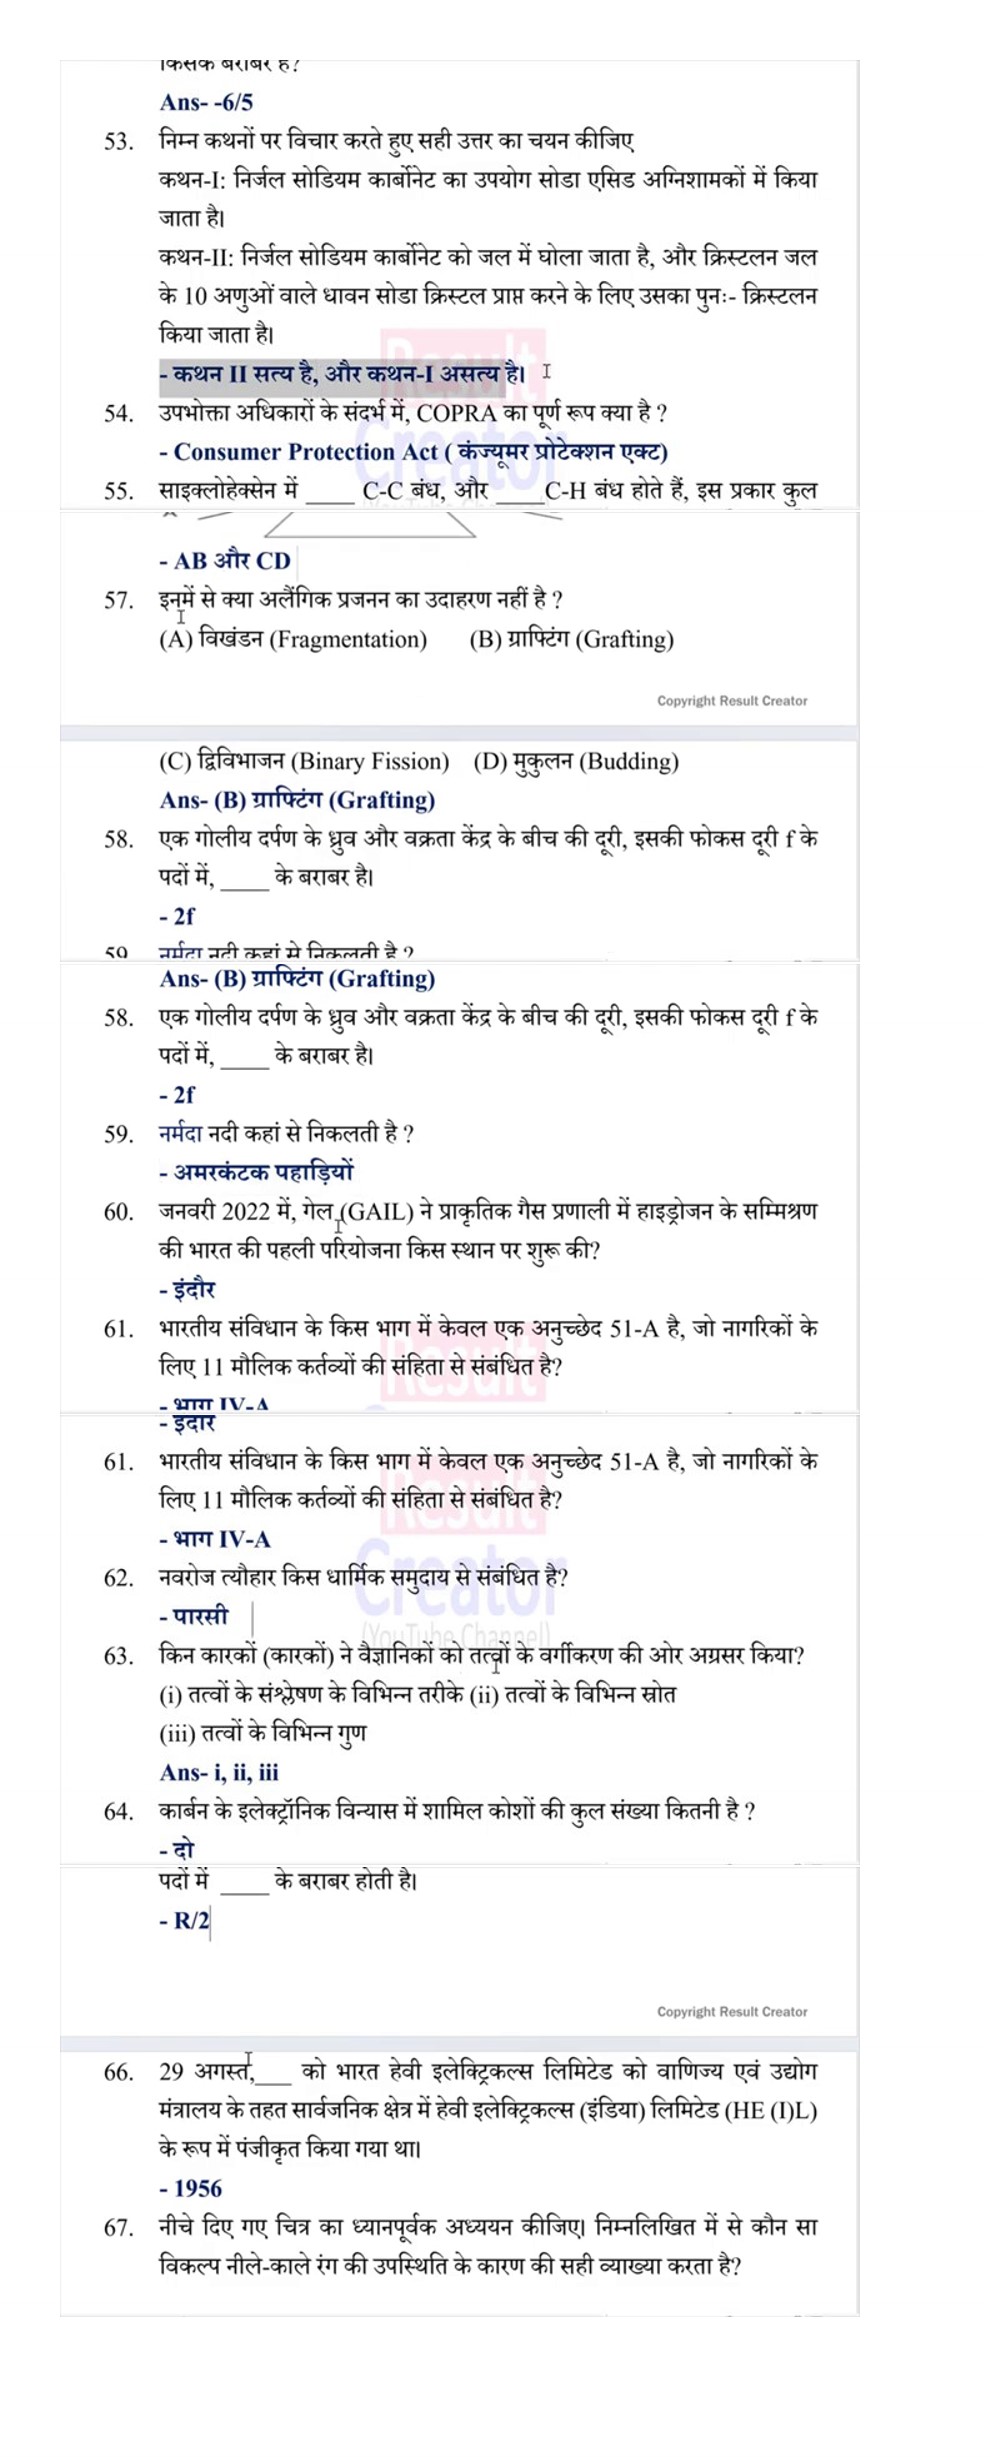 किसके बराबर है?
Ans- -6/5
53. निम्न कथनों पर विचार करते हुए सही उत्तर का चयन कीजिए
कथन-I: निर्जल सोडियम कार्बोनेट का उपयोग सोडा एसिड अग्निशामकों में किया
जाता है।
कथन-II: निर्जल सोडियम कार्बोनेट को जल में घोला जाता है, और क्रिस्टलन जल
के 10 अणुओं वाले धावन सोडा क्रिस्टल प्राप्त करने के लिए उसका पुनः- क्रिस्टलन
किया जाता है।
- कथन II सत्य है, और कथन-I असत्य है।
54. उपभोक्ता अधिकारों के संदर्भ में, COPRA का पूर्ण रूप क्या है ?
- Consumer Protection Act ( कंज्यूमर प्रोटेक्शन एक्ट)
55. साइक्लोहेक्सेन में ____ C-C बंध, और ____C-H बंध होते हैं, इस प्रकार कुल
- AB और CD
57. इनमें से क्या अलैंगिक प्रजनन का उदाहरण नहीं है ?
(A) विखंडन (Fragmentation) (B) ग्राफ्टिंग (Grafting)
Copyright Result Creator
(C) द्विविभाजन (Binary Fission) (D) मुकुलन (Budding)
Ans- (B) ग्राफ्टिंग (Grafting)
58. एक गोलीय दर्पण के ध्रुव और वक्रता केंद्र के बीच की दूरी, इसकी फोकस दूरी f के
पदों में, ____ के बराबर है।
- 2f
59 नर्मदा नदी कहां से निकलती है ?
Ans- (B) ग्राफ्टिंग (Grafting)
58. एक गोलीय दर्पण के ध्रुव और वक्रता केंद्र के बीच की दूरी, इसकी फोकस दूरी f के
पदों में, ____ के बराबर है।
- 2f
59. नर्मदा नदी कहां से निकलती है ?
- अमरकंटक पहाड़ियों
60. जनवरी 2022 में, गेल (GAIL) ने प्राकृतिक गैस प्रणाली में हाइड्रोजन के सम्मिश्रण
की भारत की पहली परियोजना किस स्थान पर शुरू की?
- इंदौर
61. भारतीय संविधान के किस भाग में केवल एक अनुच्छेद 51-A है, जो नागरिकों के
लिए 11 मौलिक कर्तव्यों की संहिता से संबंधित है?
- भाग IV-A
- इंदौर
61. भारतीय संविधान के किस भाग में केवल एक अनुच्छेद 51-A है, जो नागरिकों के
लिए 11 मौलिक कर्तव्यों की संहिता से संबंधित है?
- भाग IV-A
62. नवरोज त्यौहार किस धार्मिक समुदाय से संबंधित है?
- पारसी
63. किन कारकों (कारकों) ने वैज्ञानिकों को तत्वों के वर्गीकरण की ओर अग्रसर किया?
(i) तत्वों के संश्लेषण के विभिन्न तरीके (ii) तत्वों के विभिन्न स्रोत
(iii) तत्वों के विभिन्न गुण
Ans- i, ii, iii
64. कार्बन के इलेक्ट्रॉनिक विन्यास में शामिल कोशों की कुल संख्या कितनी है ?
- दो
पदों में ____ के बराबर होती है।
- R/2
Copyright Result Creator
66. 29 अगस्त,___ को भारत हेवी इलेक्ट्रिकल्स लिमिटेड को वाणिज्य एवं उद्योग
मंत्रालय के तहत सार्वजनिक क्षेत्र में हेवी इलेक्ट्रिकल्स (इंडिया) लिमिटेड (HE (I)L)
के रूप में पंजीकृत किया गया था।
- 1956
67. नीचे दिए गए चित्र का ध्यानपूर्वक अध्ययन कीजिए। निम्नलिखित में से कौन सा
विकल्प नीले-काले रंग की उपस्थिति के कारण की सही व्याख्या करता है?